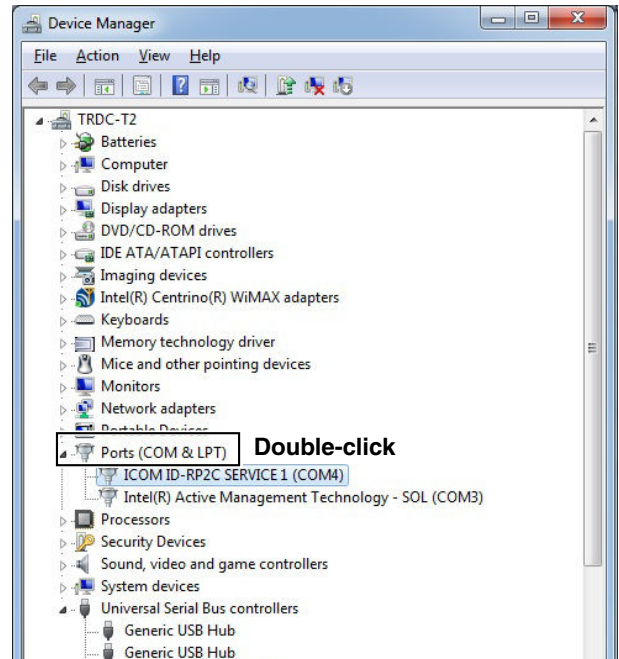 Device Manager
File Action View Help
TRDC-T2
Batteries
Computer
Disk drives
Display adapters
DVD/CD-ROM drives
IDE ATA/ATAPI controllers
Imaging devices
Intel(R) Centrino(R) WiMAX adapters
Keyboards
Memory technology driver
Mice and other pointing devices
Monitors
Network adapters
Portable Devices
Ports (COM & LPT) Double-click
ICOM ID-RP2C SERVICE 1 (COM4)
Intel(R) Active Management Technology - SOL (COM3)
Processors
Security Devices
Sound, video and game controllers
System devices
Universal Serial Bus controllers
Generic USB Hub
Generic USB Hub